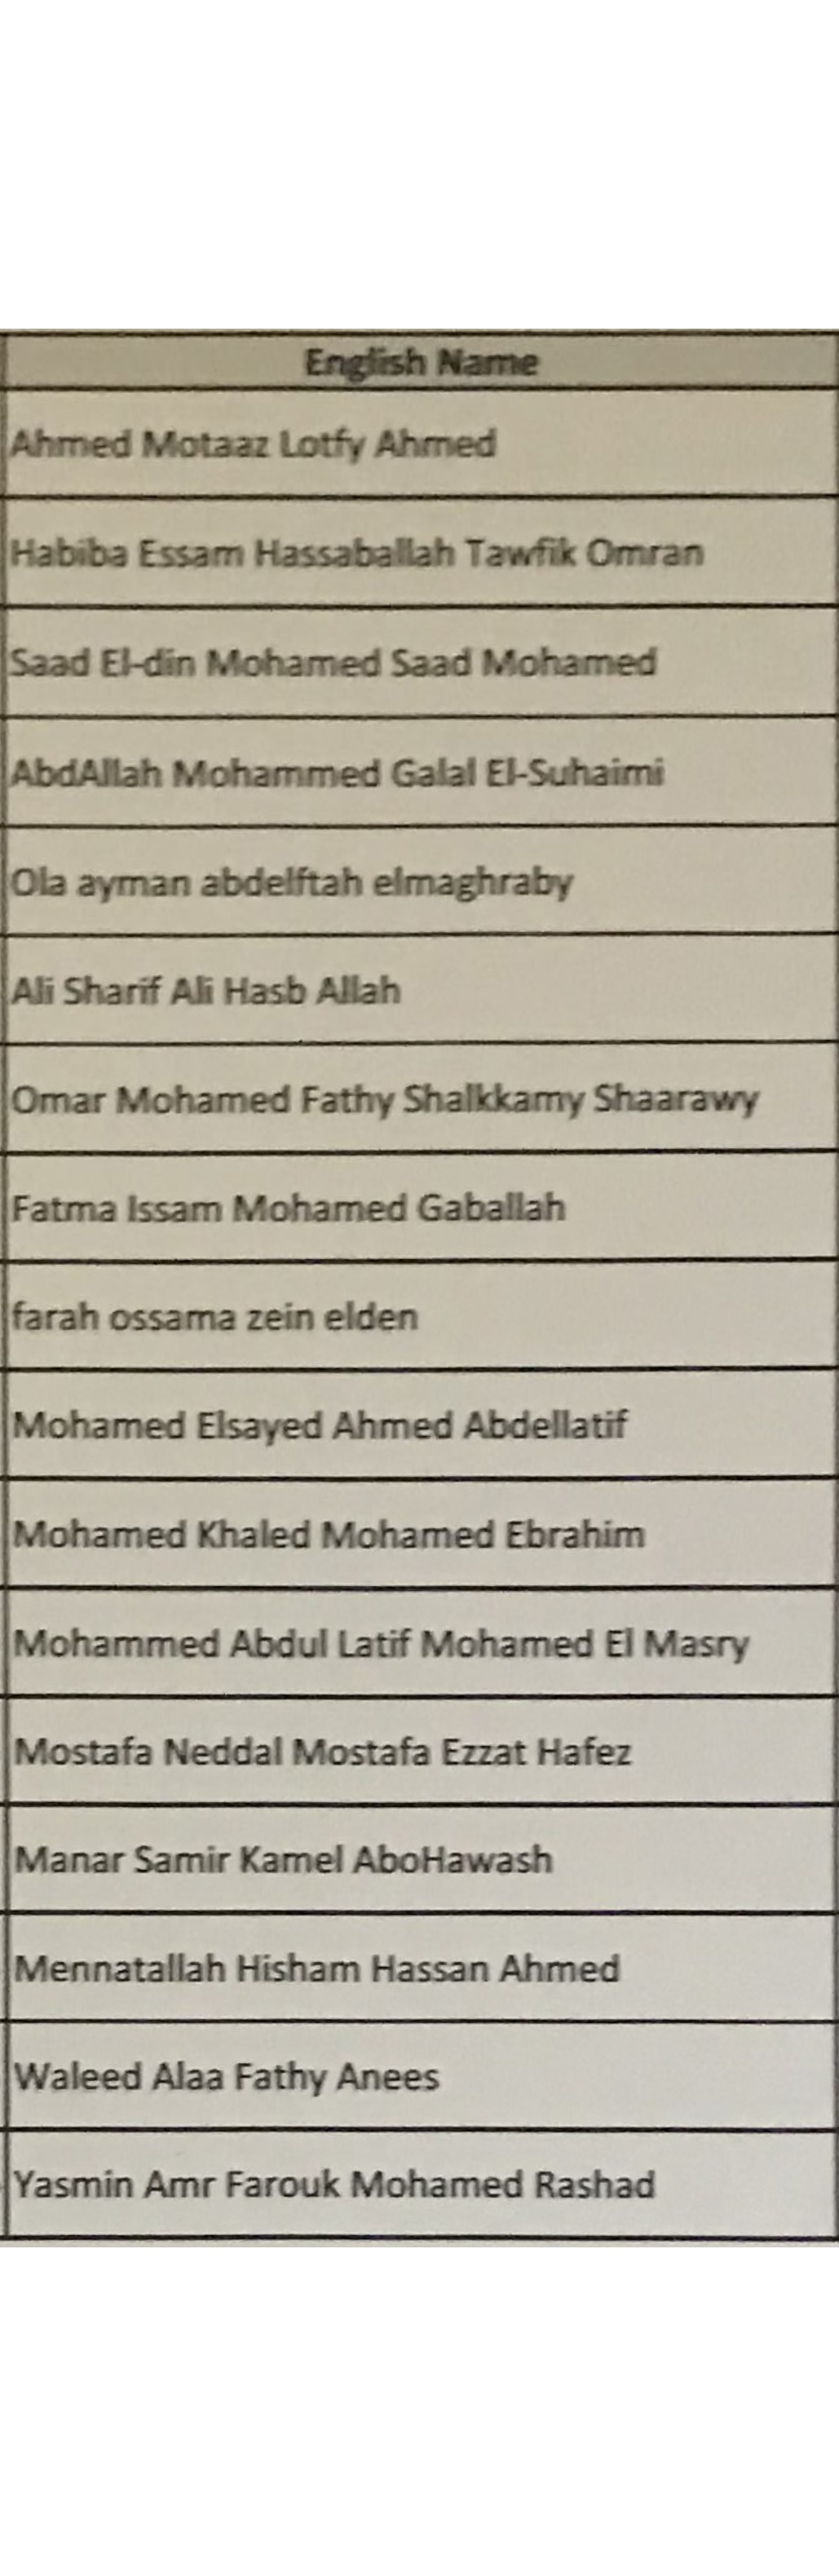 English Name
Ahmed Motaaz Lotfy Ahmed
Habiba Essam Hassaballah Tawfik Omran
Saad El-din Mohamed Saad Mohamed
AbdAllah Mohammed Galal El-Suhaimi
Ola ayman abdelftah elmaghraby
Ali Sharif Ali Hasb Allah
Omar Mohamed Fathy Shalkkamy Shaarawy
Fatma Issam Mohamed Gaballah
farah ossama zein elden
Mohamed Elsayed Ahmed Abdellatif
Mohamed Khaled Mohamed Ebrahim
Mohammed Abdul Latif Mohamed El Masry
Mostafa Neddal Mostafa Ezzat Hafez
Manar Samir Kamel AboHawash
Mennatallah Hisham Hassan Ahmed
Waleed Alaa Fathy Anees
Yasmin Amr Farouk Mohamed Rashad